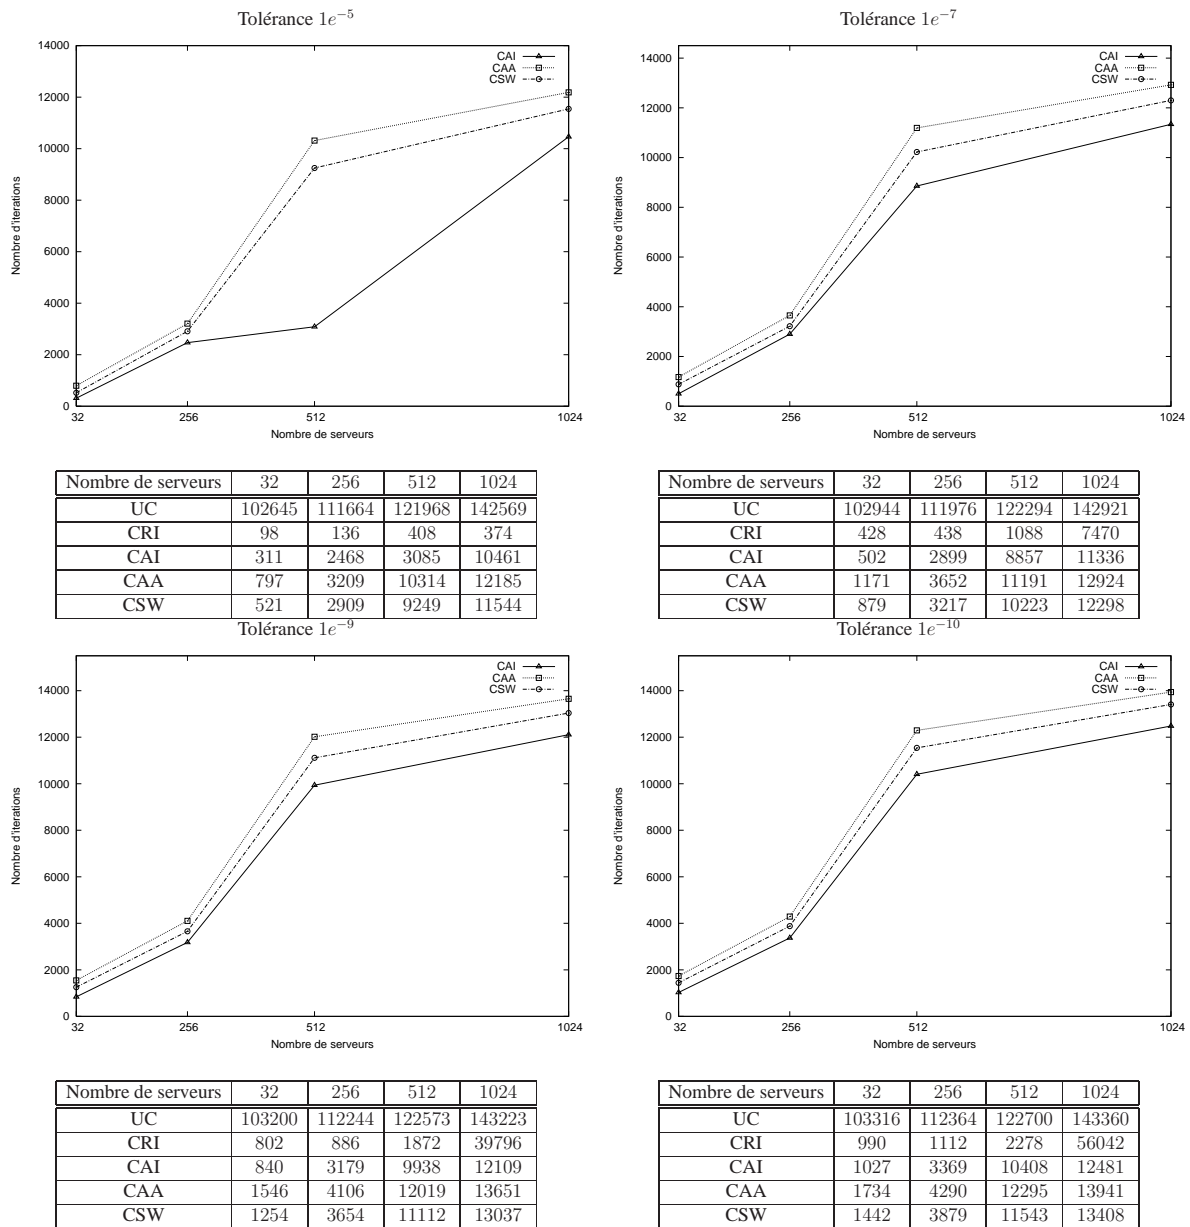 Tolérance 1e−5
14000
12000
10000
8000
6000
4000
2000
0
32
256
512
1024
Nombre d'iterations
Nombre de serveurs
CAI
CAA
CSW
Nombre de serveurs 32 256 512 1024
UC 102645 111664 121968 142569
CRI 98 136 408 374
CAI 311 2468 3085 10461
CAA 797 3209 10314 12185
CSW 521 2909 9249 11544
Tolérance 1e−7
14000
12000
10000
8000
6000
4000
2000
0
32
256
512
1024
Nombre d'iterations
Nombre de serveurs
CAI
CAA
CSW
Nombre de serveurs 32 256 512 1024
UC 102944 111976 122294 142921
CRI 428 438 1088 7470
CAI 502 2899 8857 11336
CAA 1171 3652 11191 12924
CSW 879 3217 10223 12298
Tolérance 1e−9
14000
12000
10000
8000
6000
4000
2000
0
32
256
512
1024
Nombre d'iterations
Nombre de serveurs
CAI
CAA
CSW
Nombre de serveurs 32 256 512 1024
UC 103200 112244 122573 143223
CRI 802 886 1872 39796
CAI 840 3179 9938 12109
CAA 1546 4106 12019 13651
CSW 1254 3654 11112 13037
Tolérance 1e−10
14000
12000
10000
8000
6000
4000
2000
0
32
256
512
1024
Nombre d'iterations
Nombre de serveurs
CAI
CAA
CSW
Nombre de serveurs 32 256 512 1024
UC 103316 112364 122700 143360
CRI 990 1112 2278 56042
CAI 1027 3369 10408 12481
CAA 1734 4290 12295 13941
CSW 1442 3879 11543 13408